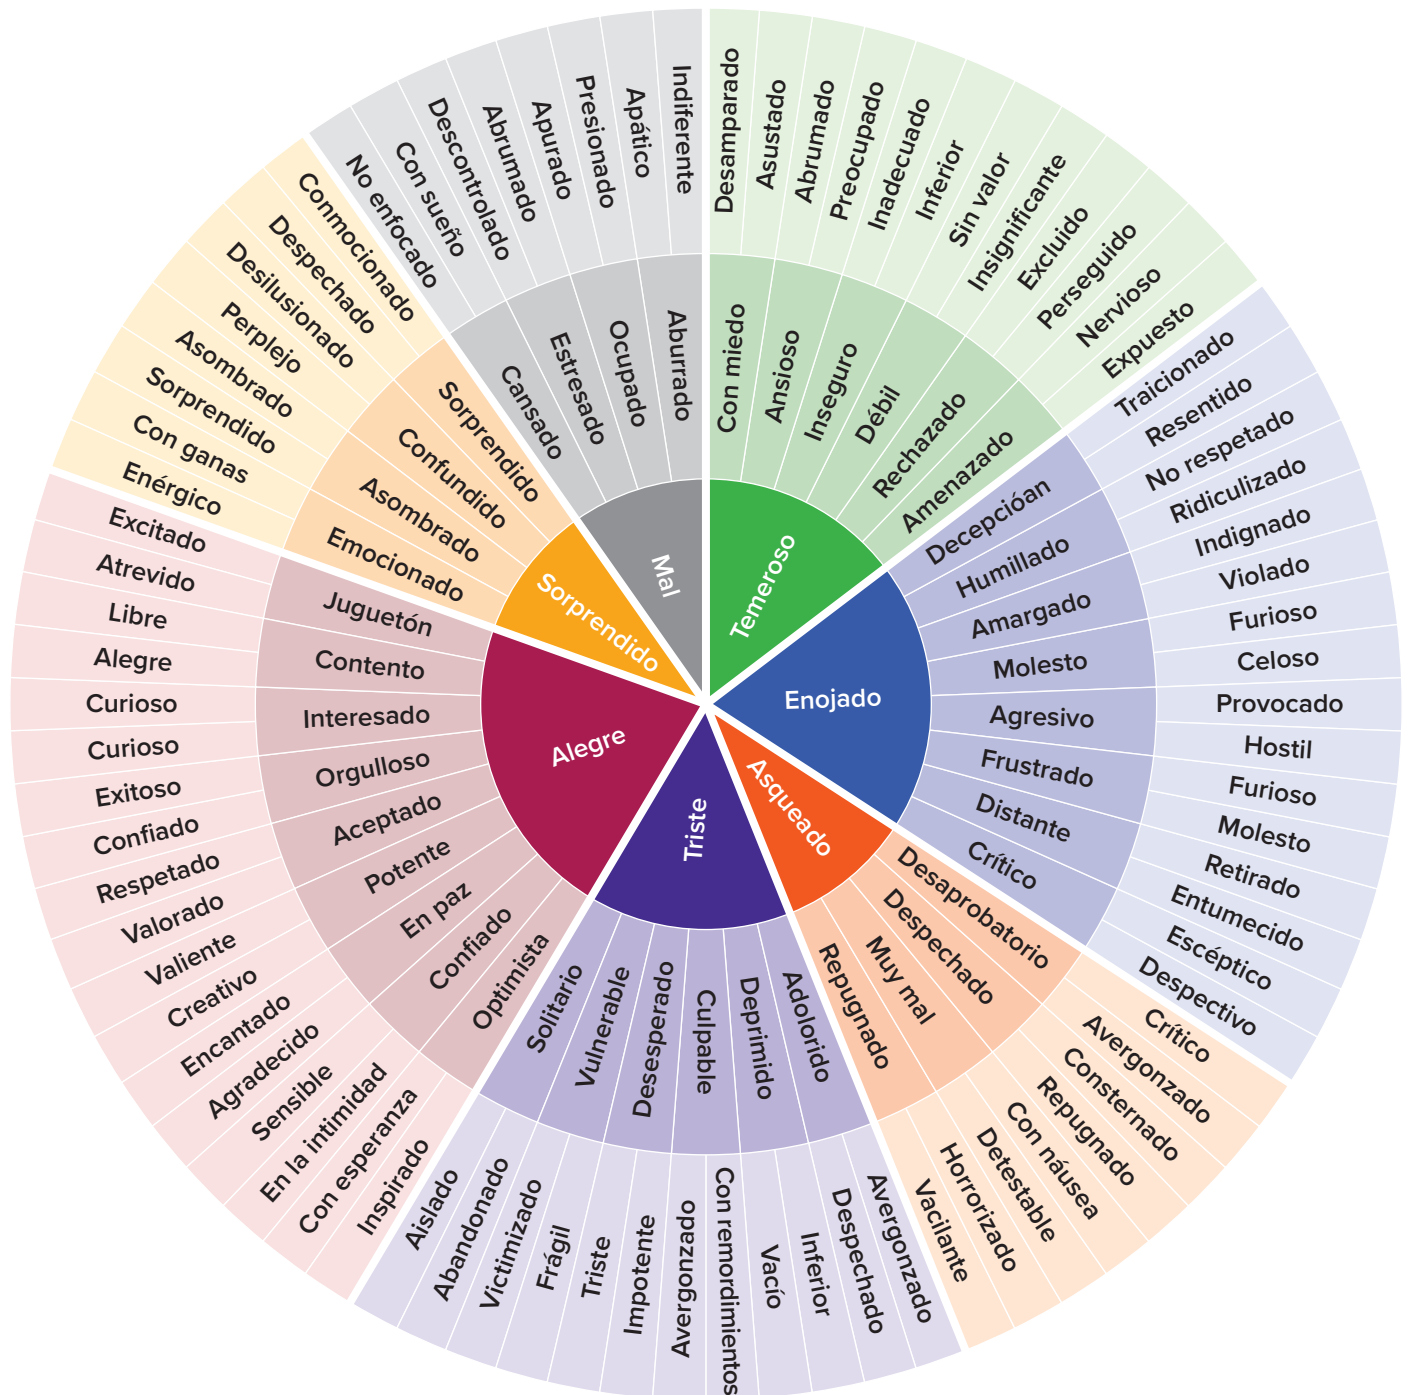 Temeroso
Con miedo
Ansioso
Inseguro
Débil
Rechazado
Amenazado
Desamparado
Asustado
Abrumado
Preocupado
Inadecuado
Inferior
Sin valor
Insignificante
Excluido
Perseguido
Nervioso
Expuesto
Enojado
Decepcióan
Humillado
Amargado
Molesto
Agresivo
Frustrado
Distante
Crítico
Traicionado
Resentido
No respetado
Ridiculizado
Indignado
Violado
Furioso
Celoso
Provocado
Hostil
Furioso
Molesto
Retirado
Entumecido
Escéptico
Despectivo
Asqueado
Desaprobatorio
Despechado
Muy mal
Repugnado
Crítico
Avergonzado
Consternado
Repugnado
Con náusea
Detestable
Horrorizado
Vacilante
Triste
Adolorido
Deprimido
Culpable
Desesperado
Vulnerable
Solitario
Avergonzado
Despechado
Inferior
Vacío
Con remordimientos
Avergonzado
Impotente
Triste
Frágil
Victimizado
Abandonado
Aislado
Alegre
Optimista
Confiado
En paz
Potente
Aceptado
Orgulloso
Interesado
Contento
Juguetón
Inspirado
Con esperanza
En la intimidad
Sensible
Agradecido
Encantado
Creativo
Valiente
Valorado
Respetado
Confiado
Exitoso
Curioso
Curioso
Alegre
Libre
Atrevido
Excitado
Sorprendido
Emocionado
Asombrado
Confundido
Sorprendido
Enérgico
Con ganas
Sorprendido
Asombrado
Perplejo
Desilusionado
Despechado
Conmocionado
Mal
Cansado
Estresado
Ocupado
Aburrado
No enfocado
Con sueño
Descontrolado
Abrumado
Apurado
Presionado
Apático
Indiferente